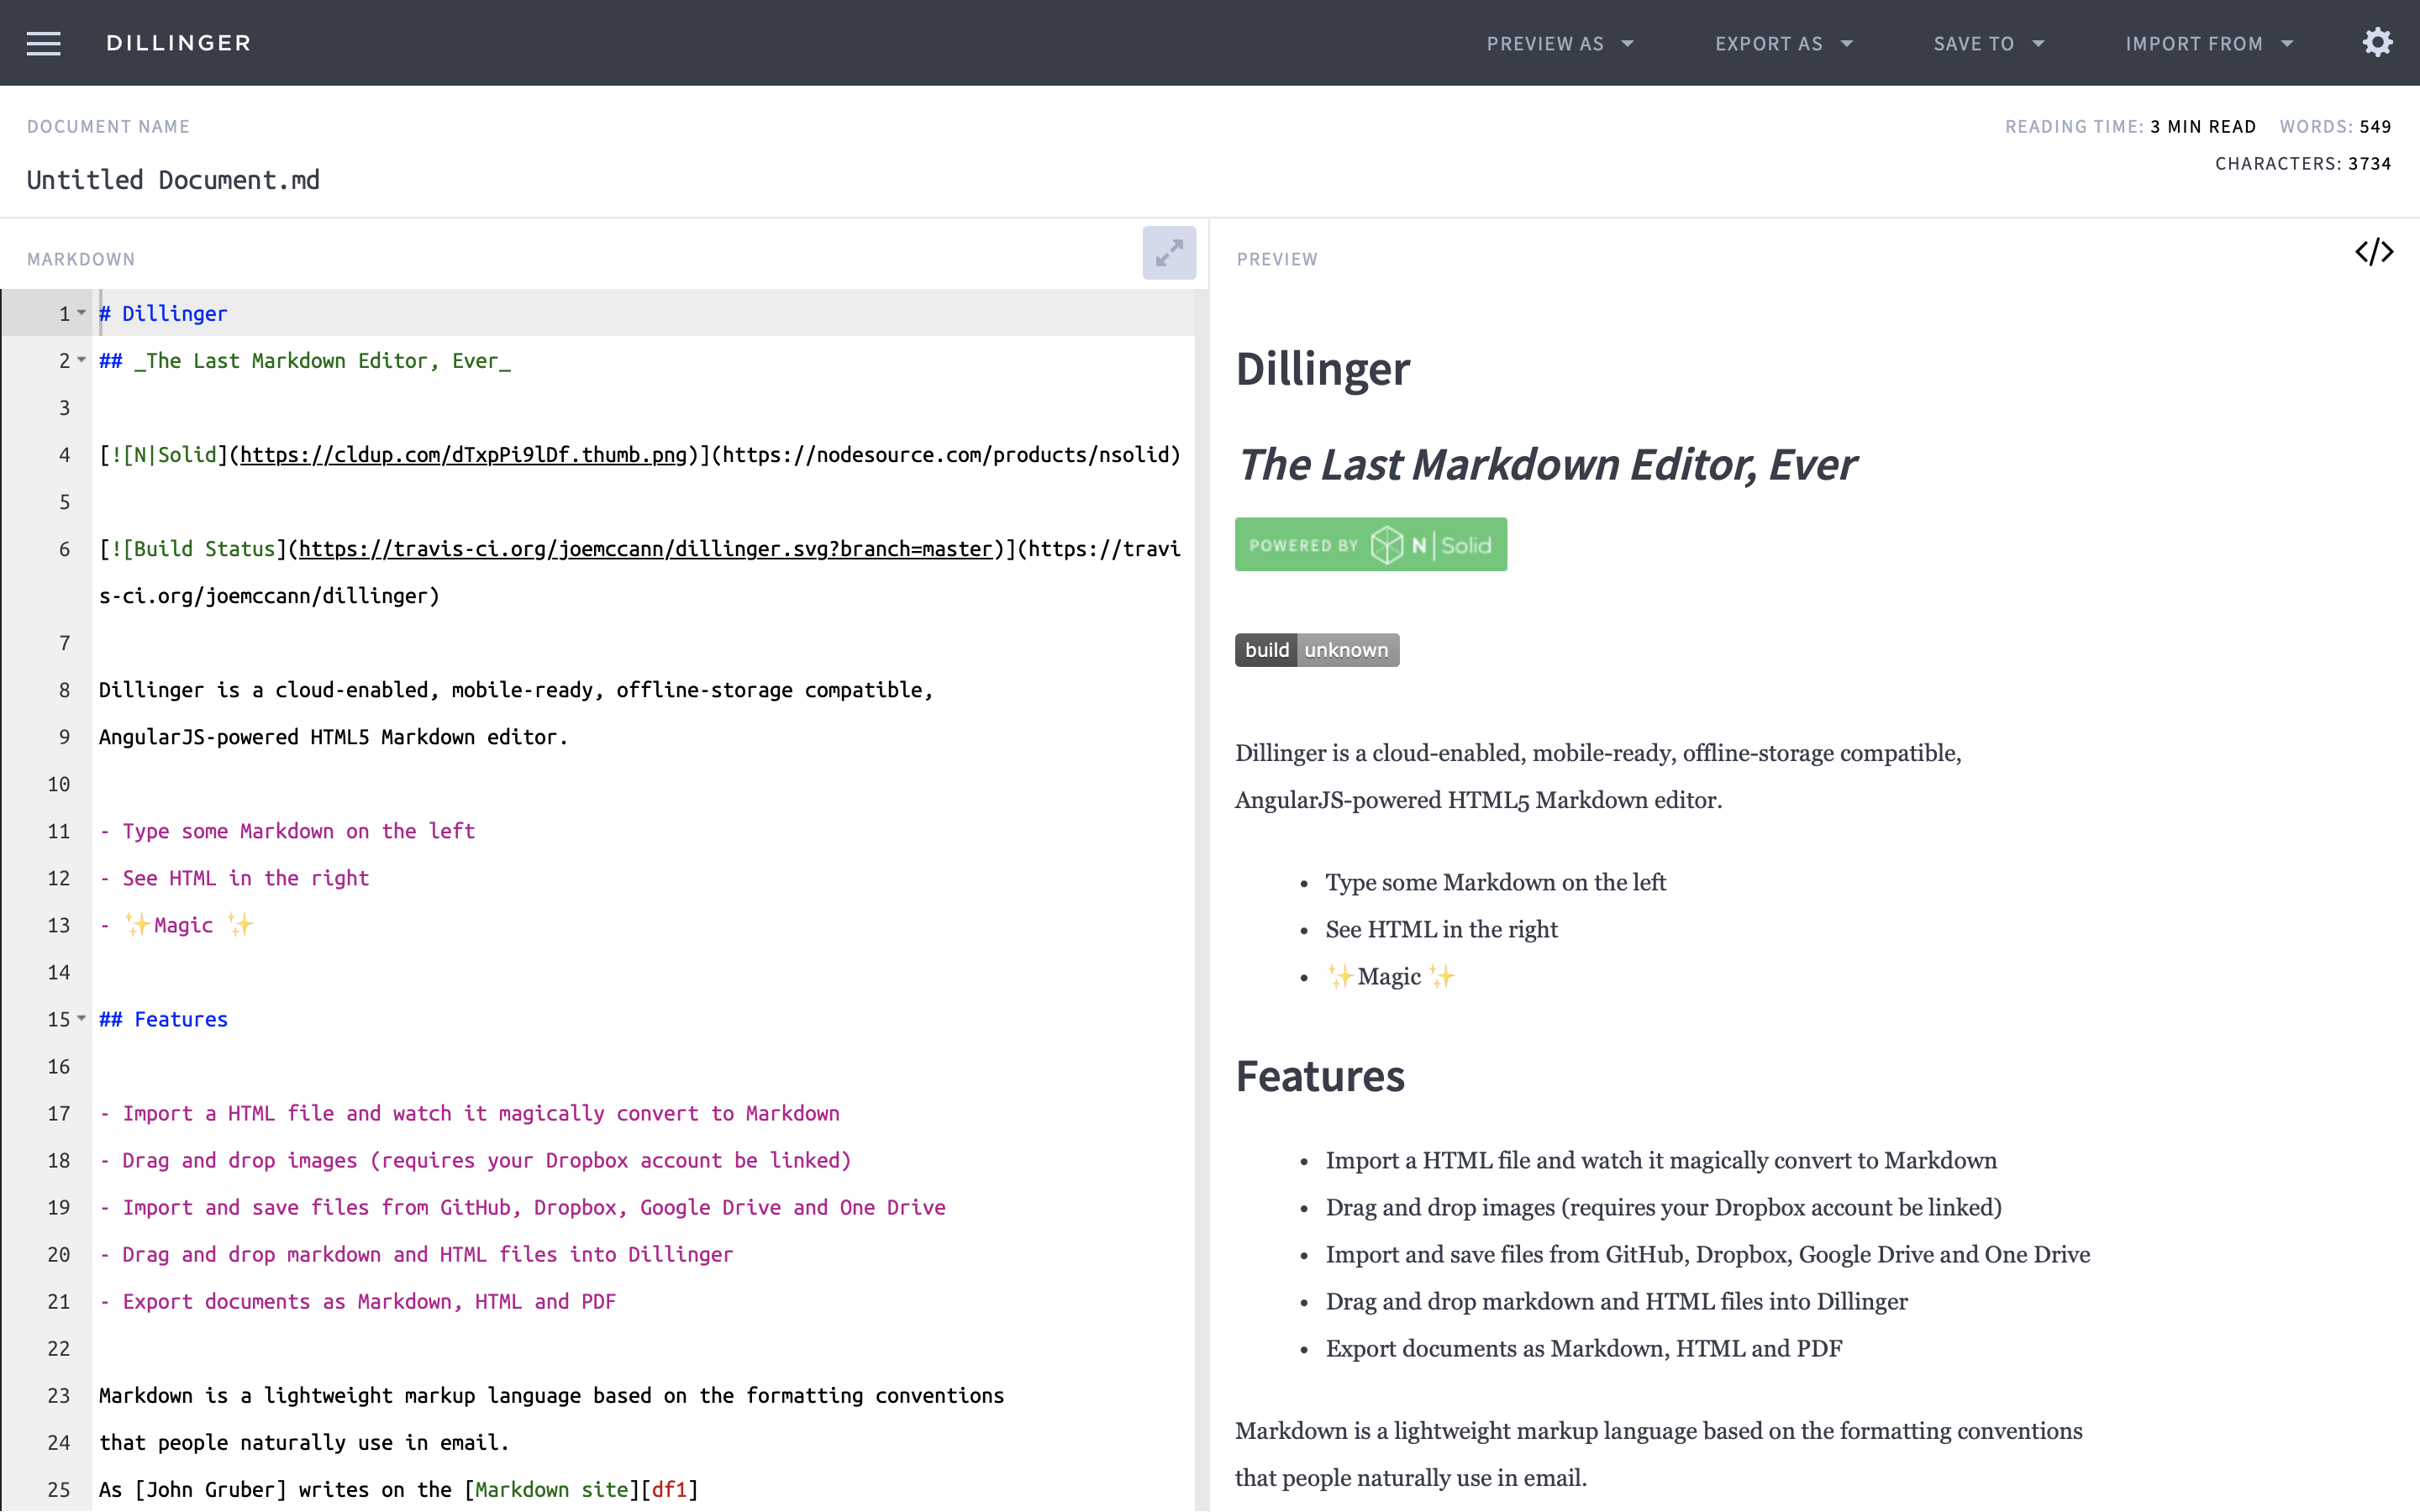 DILLINGER
PREVIEW AS
EXPORT AS
SAVE TO
IMPORT FROM
DOCUMENT NAME
READING TIME: 3 MIN READ WORDS: 549
CHARACTERS: 3734
Untitled Document.md
MARKDOWN
1 # Dillinger
2 ## _The Last Markdown Editor, Ever_
3
4 [![N|Solid](https://cldup.com/dTxpPi9lDf.thumb.png)](https://nodesource.com/products/nsolid)
5
6 [![Build Status](https://travis-ci.org/joemccann/dillinger.svg?branch=master)](https://travi
s-ci.org/joemccann/dillinger)
7
8 Dillinger is a cloud-enabled, mobile-ready, offline-storage compatible,
9 AngularJS-powered HTML5 Markdown editor.
10
11 - Type some Markdown on the left
12 - See HTML in the right
13 - ✨Magic ✨
14
15 ## Features
16
17 - Import a HTML file and watch it magically convert to Markdown
18 - Drag and drop images (requires your Dropbox account be linked)
19 - Import and save files from GitHub, Dropbox, Google Drive and One Drive
20 - Drag and drop markdown and HTML files into Dillinger
21 - Export documents as Markdown, HTML and PDF
22
23 Markdown is a lightweight markup language based on the formatting conventions
24 that people naturally use in email.
25 As [John Gruber] writes on the [Markdown site][df1]
PREVIEW
</>
Dillinger
The Last Markdown Editor, Ever
POWERED BY N|Solid
build unknown
Dillinger is a cloud-enabled, mobile-ready, offline-storage compatible,
AngularJS-powered HTML5 Markdown editor.
• Type some Markdown on the left
• See HTML in the right
• ✨Magic ✨
Features
• Import a HTML file and watch it magically convert to Markdown
• Drag and drop images (requires your Dropbox account be linked)
• Import and save files from GitHub, Dropbox, Google Drive and One Drive
• Drag and drop markdown and HTML files into Dillinger
• Export documents as Markdown, HTML and PDF
Markdown is a lightweight markup language based on the formatting conventions
that people naturally use in email.